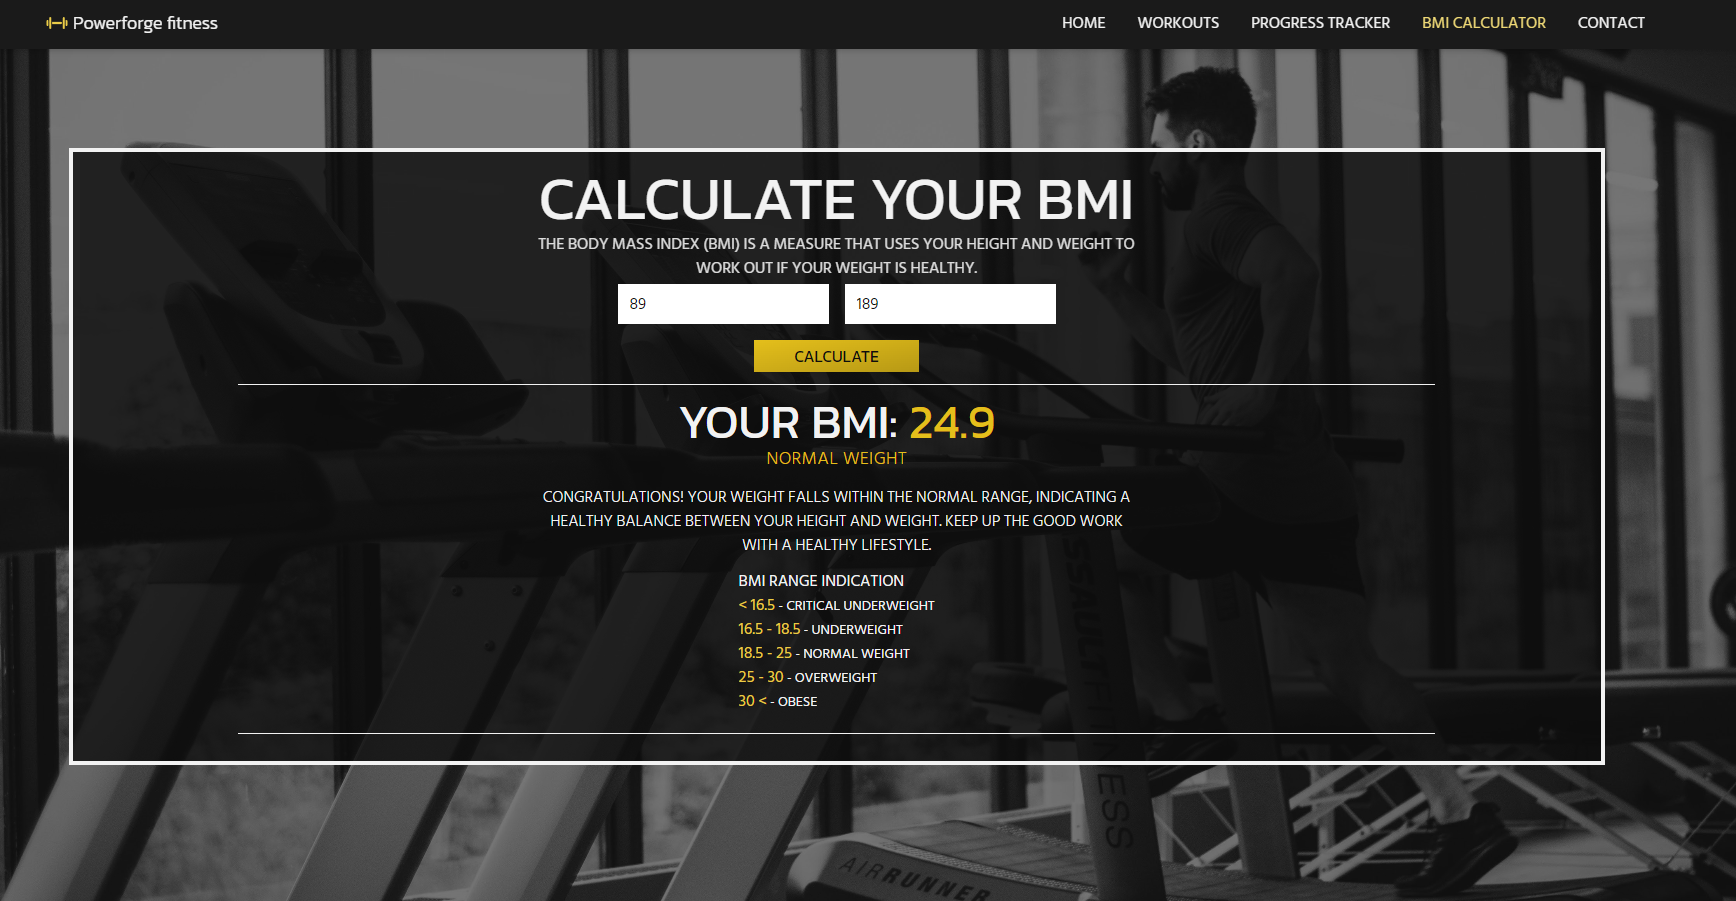 Powerforge fitness
HOME WORKOUTS PROGRESS TRACKER BMI CALCULATOR CONTACT
CALCULATE YOUR BMI
THE BODY MASS INDEX (BMI) IS A MEASURE THAT USES YOUR HEIGHT AND WEIGHT TO
WORK OUT IF YOUR WEIGHT IS HEALTHY.
89
189
CALCULATE
YOUR BMI: 24.9
NORMAL WEIGHT
CONGRATULATIONS! YOUR WEIGHT FALLS WITHIN THE NORMAL RANGE, INDICATING A
HEALTHY BALANCE BETWEEN YOUR HEIGHT AND WEIGHT. KEEP UP THE GOOD WORK
WITH A HEALTHY LIFESTYLE.
BMI RANGE INDICATION
< 16.5 - CRITICAL UNDERWEIGHT
16.5 - 18.5 - UNDERWEIGHT
18.5 - 25 - NORMAL WEIGHT
25 - 30 - OVERWEIGHT
30 < - OBESE
AIRRUNNER